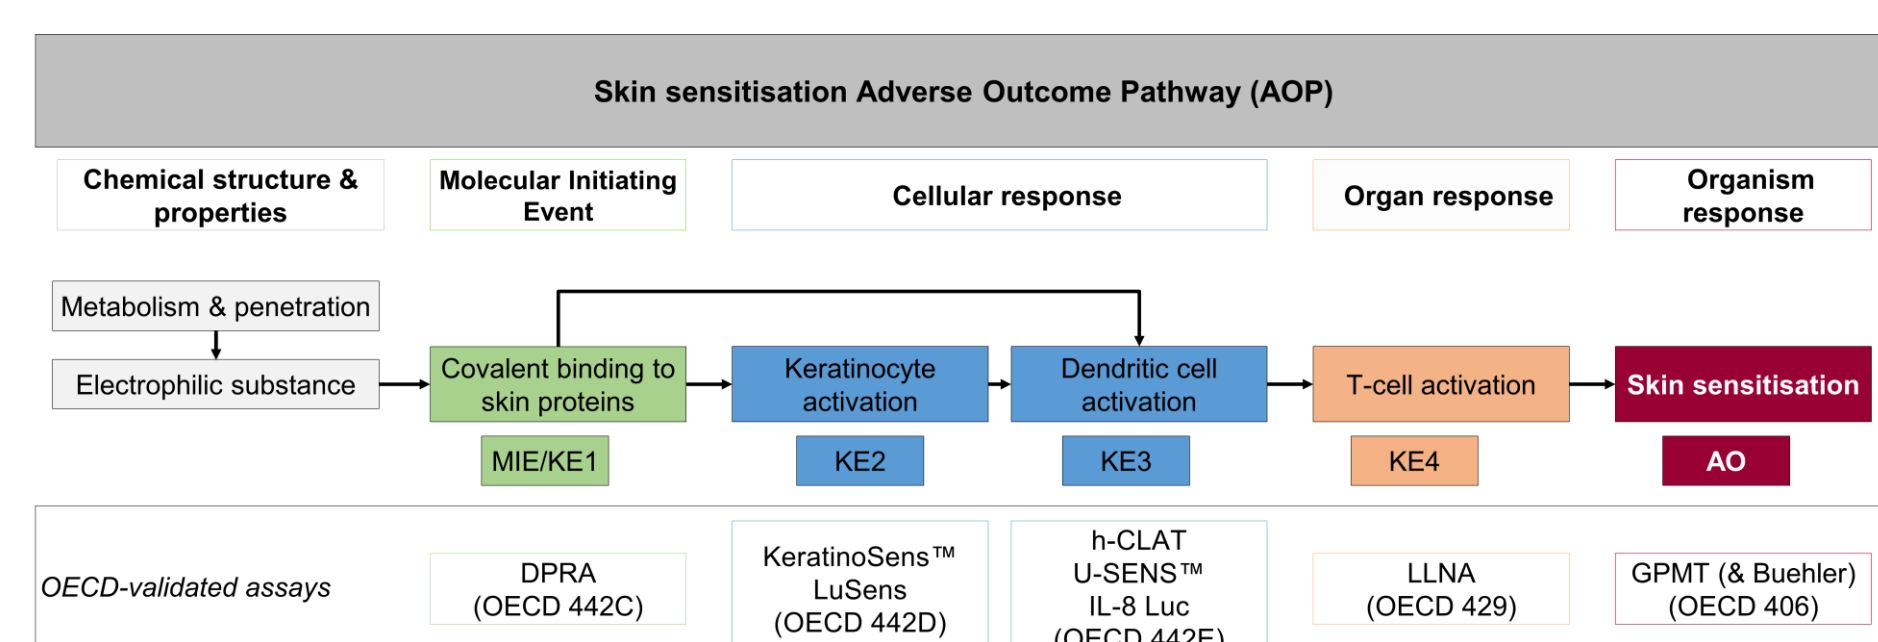 Skin sensitisation Adverse Outcome Pathway (AOP)
Chemical structure &
properties
Molecular Initiating
Event
Cellular response
Organ response
Organism
response
Metabolism & penetration
Electrophilic substance
Covalent binding to
skin proteins
Keratinocyte
activation
Dendritic cell
activation
T-cell activation
Skin sensitisation
MIE/KE1
KE2
KE3
KE4
AO
OECD-validated assays
DPRA
(OECD 442C)
KeratinoSens™
LuSens
(OECD 442D)
h-CLAT
U-SENS™
IL-8 Luc
(OECD 442E)
LLNA
(OECD 429)
GPMT (& Buehler)
(OECD 406)